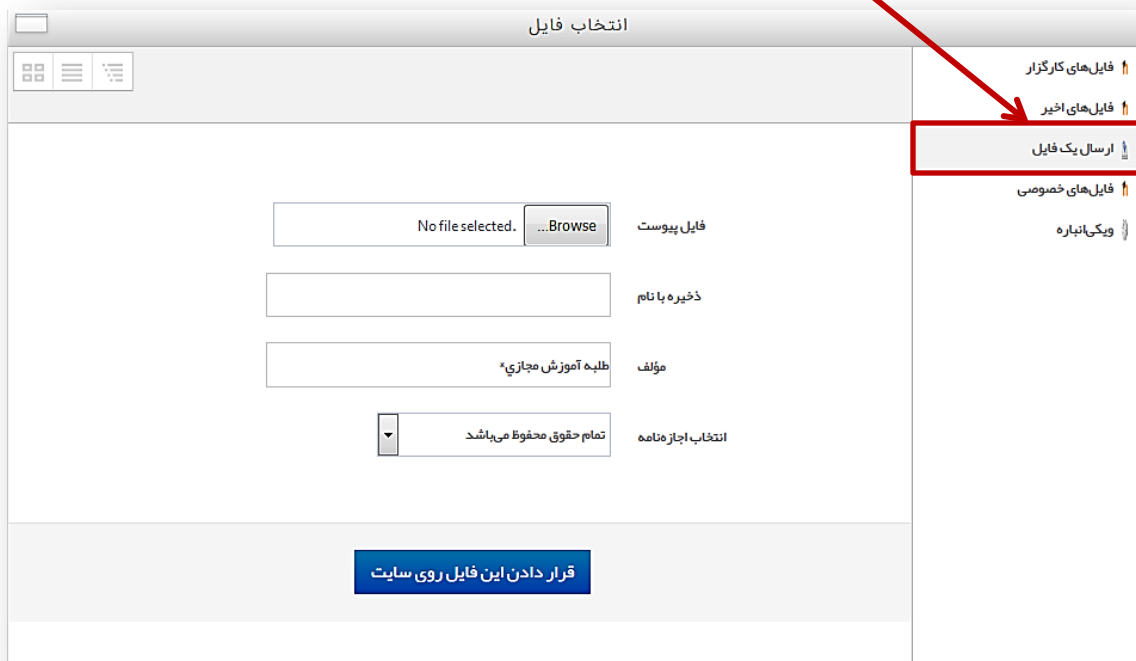 انتخاب فایل
فایل‌های کارگزار
فایل‌های اخیر
ارسال یک فایل
فایل‌های خصوصی
ویکی‌انباره
فایل پیوست
Browse... No file selected.
ذخیره با نام
مؤلف
طلبه آموزش مجازي*
انتخاب اجازه‌نامه
تمام حقوق محفوظ می‌باشد
قرار دادن این فایل روی سایت